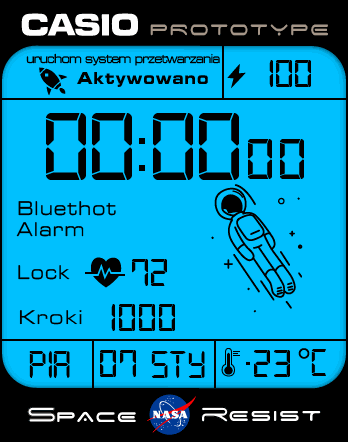 CASIO PROTOTYPE
uruchom system przetwarzania
Aktywowano
100
00:00 00
Bluethot
Alarm
Lock 72
Kroki 1000
PIA 07 STY -23 °C
SPACE NASA RESIST